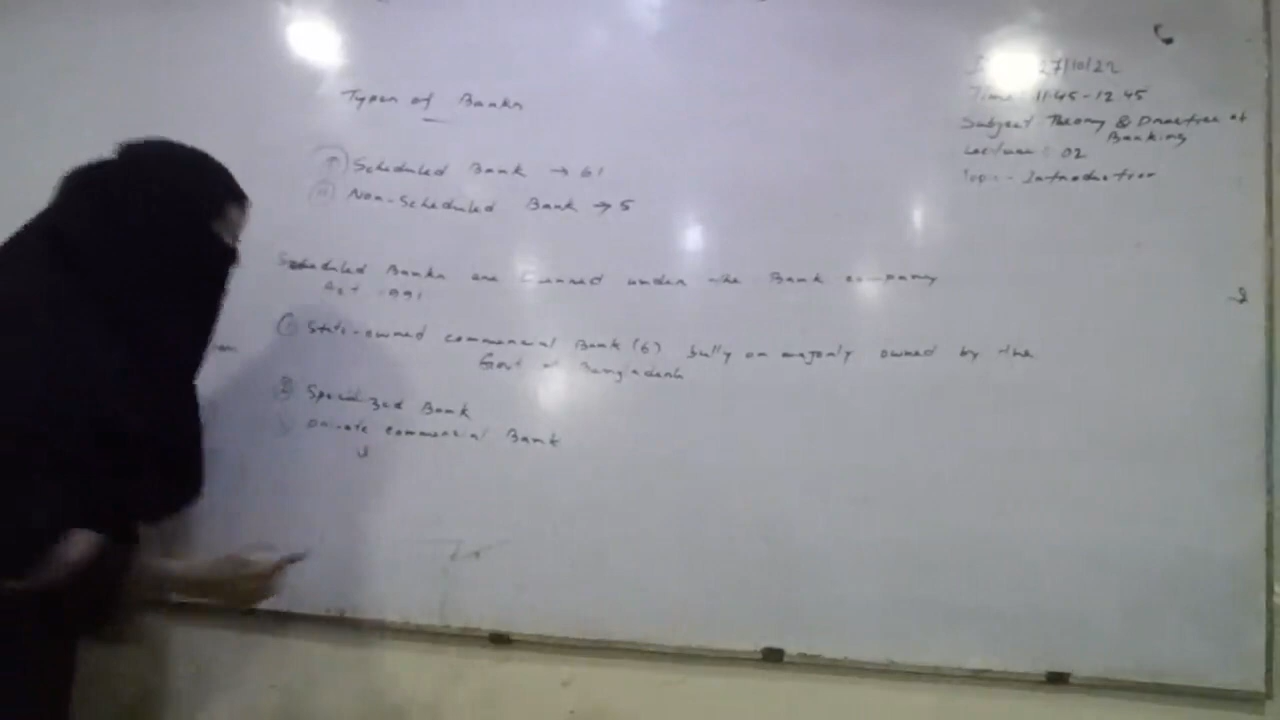 Types of Banks
Scheduled Bank → 61
Non-Scheduled Bank → 5
Scheduled Banks are licensed under the Bank company
Act 1991
State-owned commercial Bank (6) fully or majorly owned by the
Govt of Bangladesh
② Specialized Bank
Private commercial Bank
27/10/22
Time 11:45-12.45
Subject Theory & Practice of
Banking
Lecture : 02
Topic - Introduction